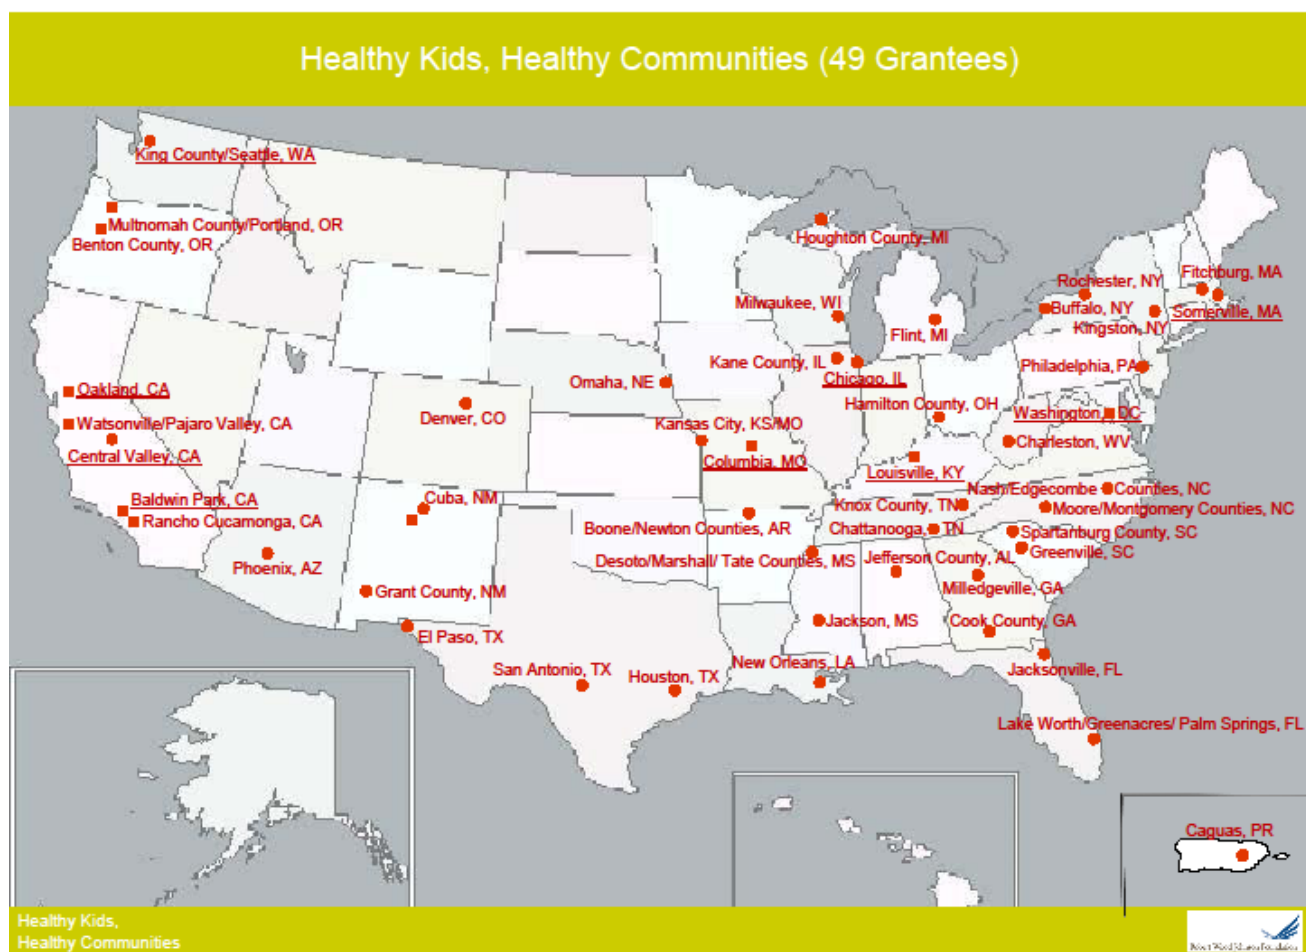 Healthy Kids, Healthy Communities (49 Grantees)
King County/Seattle, WA
Multnomah County/Portland, OR
Benton County, OR
Houghton County, MI
Fitchburg, MA
Rochester, NY
Milwaukee, WI
Buffalo, NY
Somerville, MA
Flint, MI
Kingston, NY
Kane County, IL
Philadelphia, PA
Chicago, IL
Omaha, NE
Oakland, CA
Hamilton County, OH
Denver, CO
Washington, DC
Watsonville/Pajaro Valley, CA
Kansas City, KS/MO
Charleston, WV
Central Valley, CA
Columbia, MO
Louisville, KY
Nash/Edgecombe Counties, NC
Baldwin Park, CA
Cuba, NM
Knox County, TN
Moore/Montgomery Counties, NC
Rancho Cucamonga, CA
Boone/Newton Counties, AR
Chattanooga, TN
Spartanburg County, SC
Greenville, SC
Desoto/Marshall/ Tate Counties, MS
Jefferson County, AL
Phoenix, AZ
Milledgeville, GA
Grant County, NM
Jackson, MS
Cook County, GA
El Paso, TX
New Orleans, LA
San Antonio, TX
Houston, TX
Jacksonville, FL
Lake Worth/Greenacres/ Palm Springs, FL
Caguas, PR
Healthy Kids,
Healthy Communities
Robert Wood Johnson Foundation